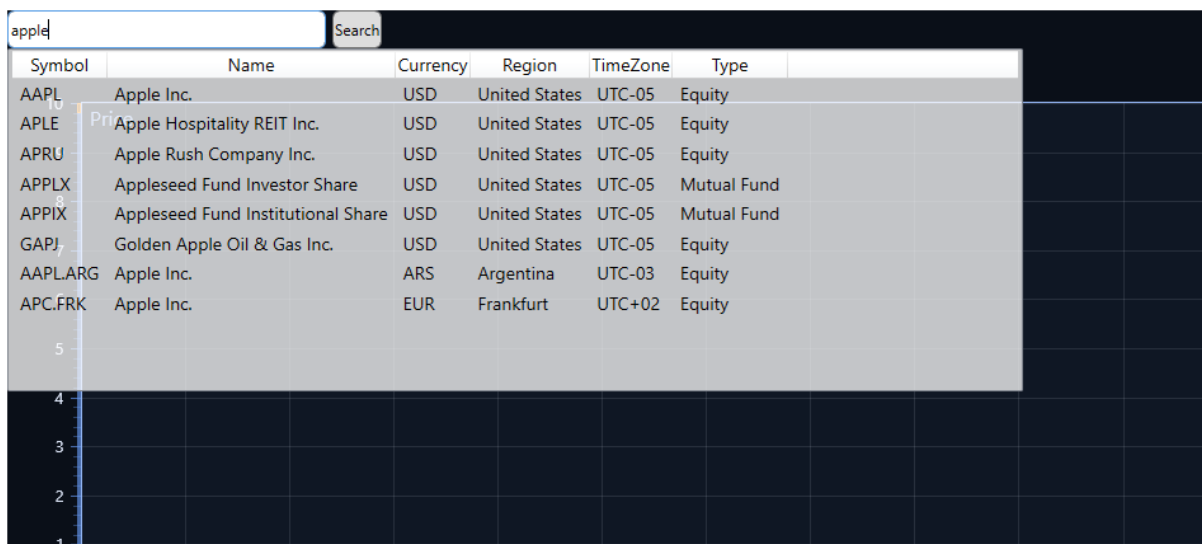 apple Search
Symbol Name Currency Region TimeZone Type
AAPL Apple Inc. USD United States UTC-05 Equity
10
Price
APLE Apple Hospitality REIT Inc. USD United States UTC-05 Equity
APRU Apple Rush Company Inc. USD United States UTC-05 Equity
APPLX Appleseed Fund Investor Share USD United States UTC-05 Mutual Fund
8
APPIX Appleseed Fund Institutional Share USD United States UTC-05 Mutual Fund
GAPJ Golden Apple Oil & Gas Inc. USD United States UTC-05 Equity
7
AAPL.ARG Apple Inc. ARS Argentina UTC-03 Equity
APC.FRK Apple Inc. EUR Frankfurt UTC+02 Equity
5
4
3
2
1